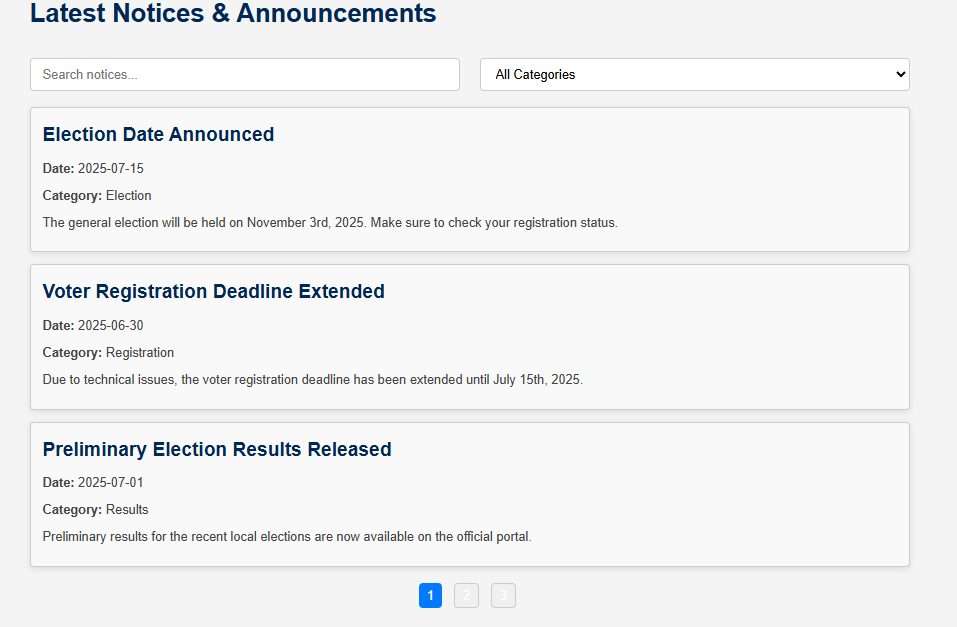 Latest Notices & Announcements
Search notices...
All Categories
Election Date Announced
Date: 2025-07-15
Category: Election
The general election will be held on November 3rd, 2025. Make sure to check your registration status.
Voter Registration Deadline Extended
Date: 2025-06-30
Category: Registration
Due to technical issues, the voter registration deadline has been extended until July 15th, 2025.
Preliminary Election Results Released
Date: 2025-07-01
Category: Results
Preliminary results for the recent local elections are now available on the official portal.
1 2 3